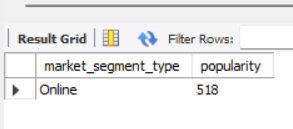 Result Grid Filter Rows:
market_segment_type popularity
Online 518